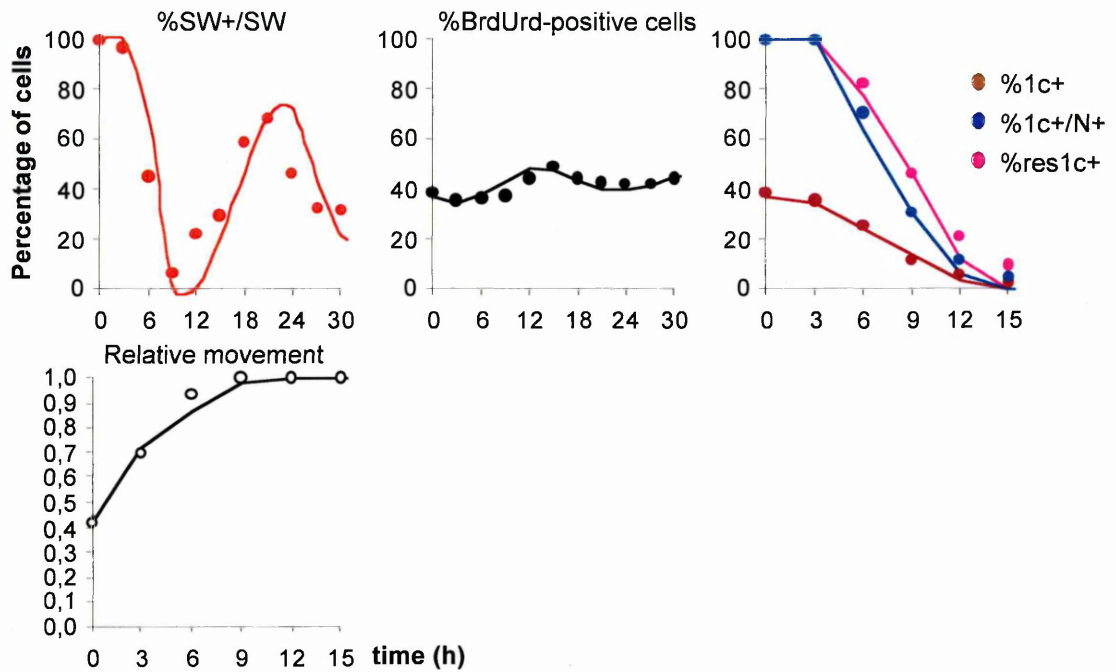 %SW+/SW
%BrdUrd-positive cells
Percentage of cells
100
80
60
40
20
0
0 6 12 18 24 30
100
80
60
40
20
0
0 6 12 18 24 30
100
80
60
40
20
0
0 3 6 9 12 15
%1c+
%1c+/N+
%res1c+
Relative movement
1,0
0,9
0,8
0,7
0,6
0,5
0,4
0,3
0,2
0,1
0,0
0 3 6 9 12 15 time (h)